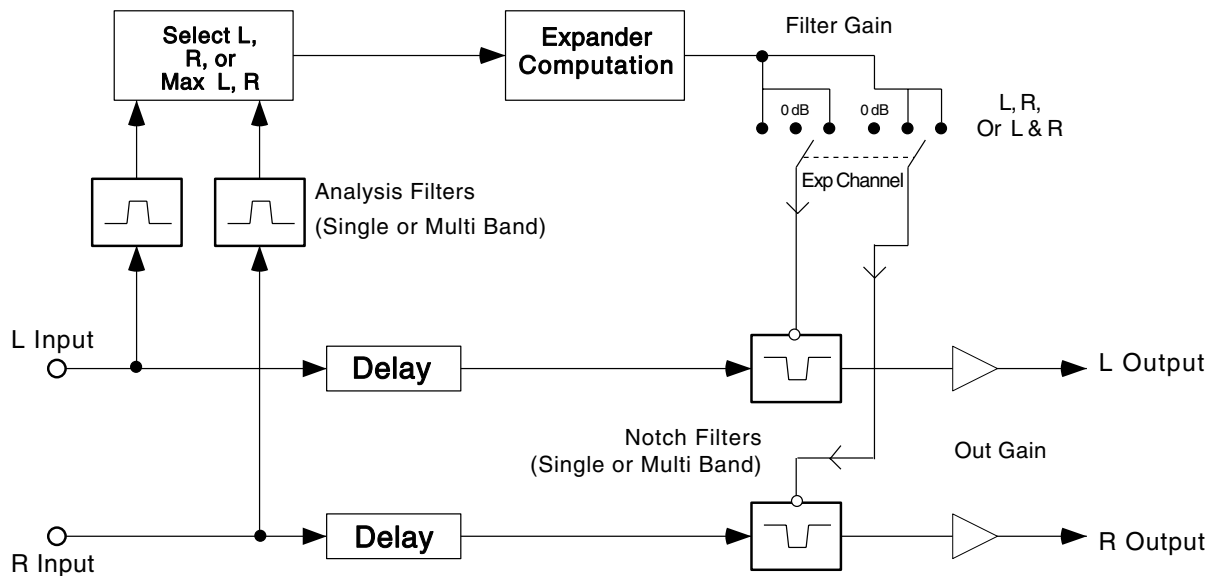 Select L,
R, or
Max L, R
Expander
Computation
Filter Gain
0 dB
0 dB
L, R,
Or L & R
Exp Channel
Analysis Filters
(Single or Multi Band)
L Input
Delay
L Output
Notch Filters
(Single or Multi Band)
Out Gain
R Input
Delay
R Output